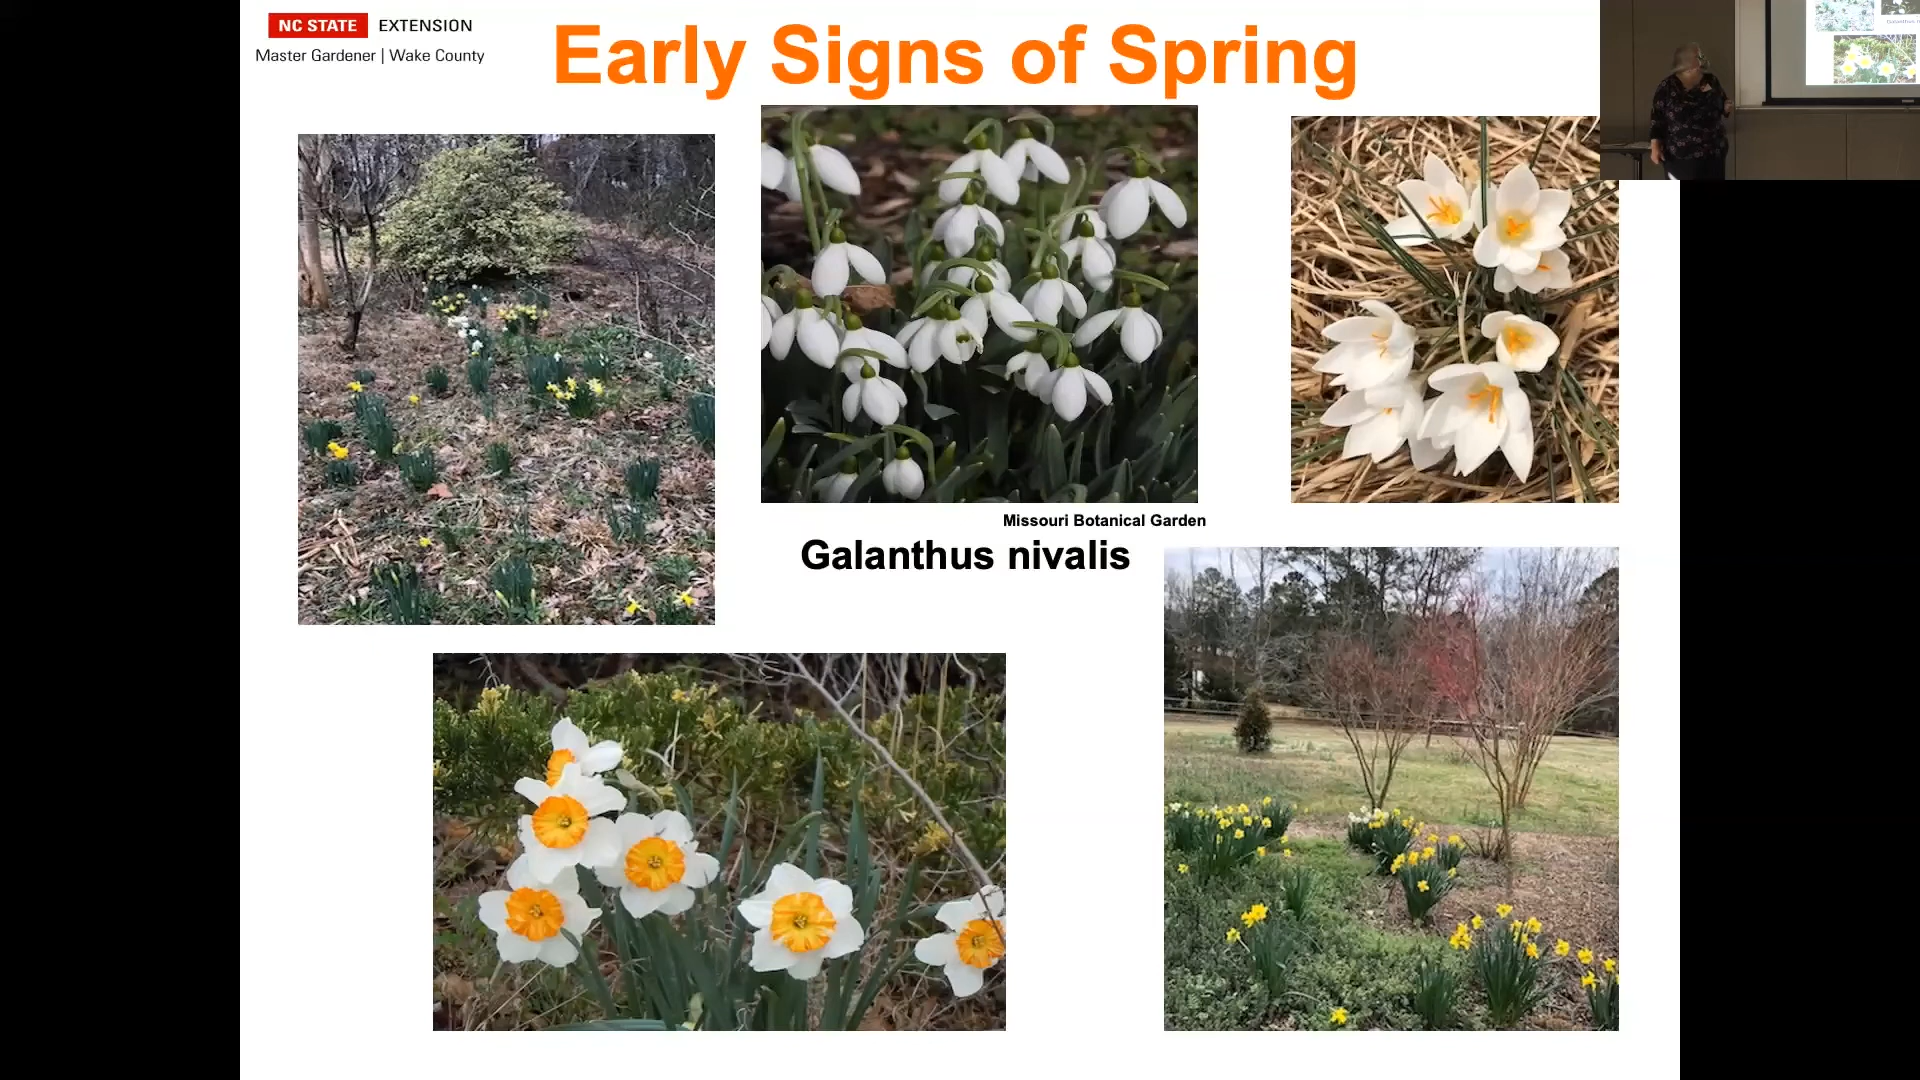 NC STATE EXTENSION
Master Gardener | Wake County
Early Signs of Spring
Missouri Botanical Garden
Galanthus nivalis